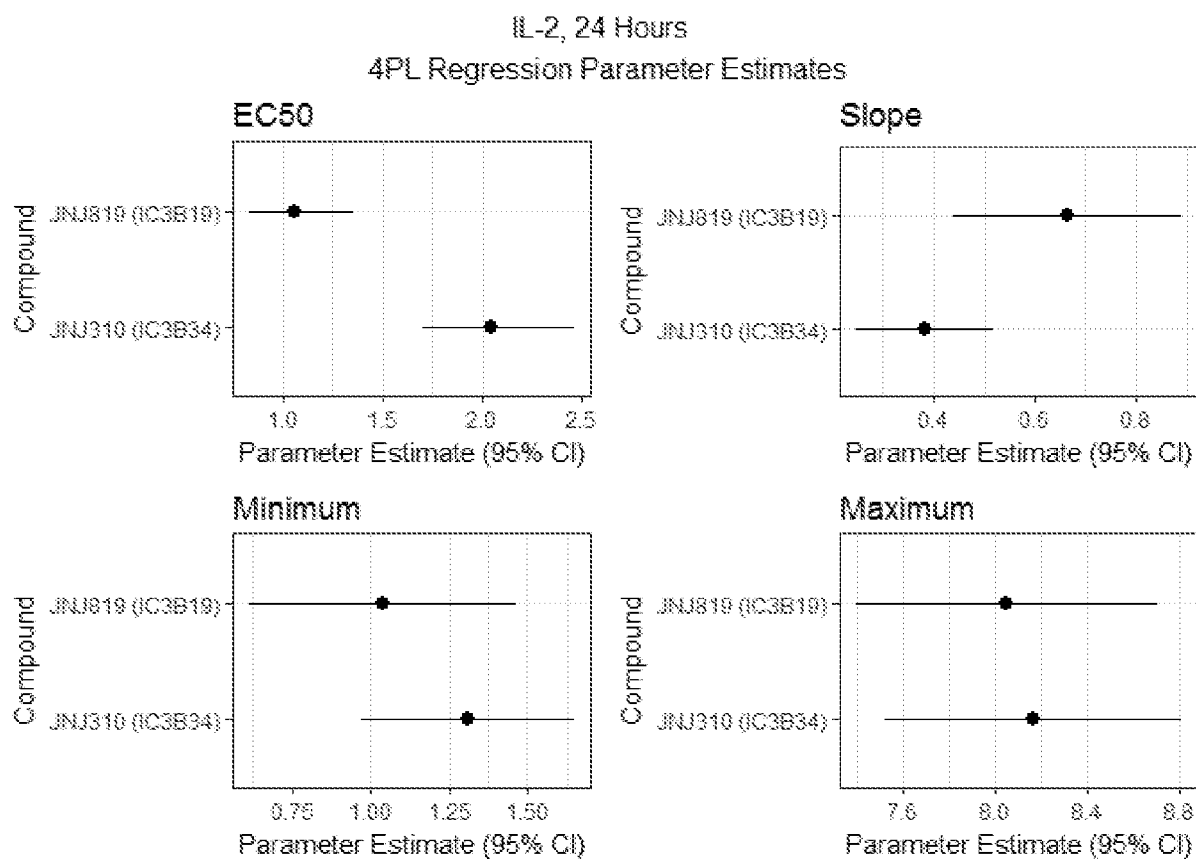 IL-2, 24 Hours
4PL Regression Parameter Estimates
EC50
Compound
JNJ819 (IC3B19)
JNJ310 (IC3B34)
1.0 1.5 2.0 2.5
Parameter Estimate (95% CI)
Slope
Compound
JNJ819 (IC3B19)
JNJ310 (IC3B34)
0.4 0.6 0.8
Parameter Estimate (95% CI)
Minimum
Compound
JNJ819 (IC3B19)
JNJ310 (IC3B34)
0.75 1.00 1.25 1.50
Parameter Estimate (95% CI)
Maximum
Compound
JNJ819 (IC3B19)
JNJ310 (IC3B34)
7.6 8.0 8.4 8.8
Parameter Estimate (95% CI)